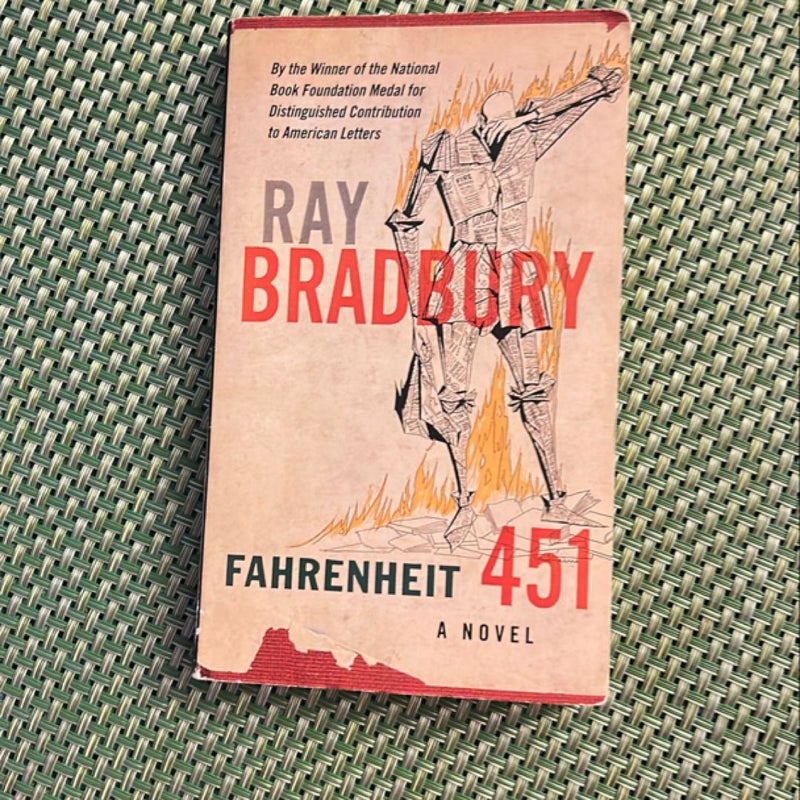 By the Winner of the National
Book Foundation Medal for
Distinguished Contribution
to American Letters
RAY
BRADBURY
FAHRENHEIT 451
A NOVEL